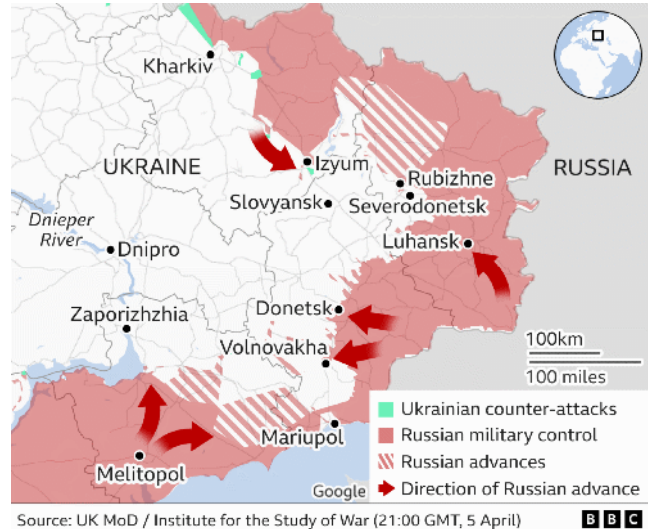 Kharkiv
UKRAINE
Izyum
RUSSIA
Rubizhne
Slovyansk
Severodonetsk
Dnieper
River
Dnipro
Luhansk
Donetsk
Zaporizhzhia
Volnovakha
100km
100 miles
Mariupol
Melitopol
Google
Ukrainian counter-attacks
Russian military control
Russian advances
Direction of Russian advance
Source: UK MoD / Institute for the Study of War (21:00 GMT, 5 April)
BBC